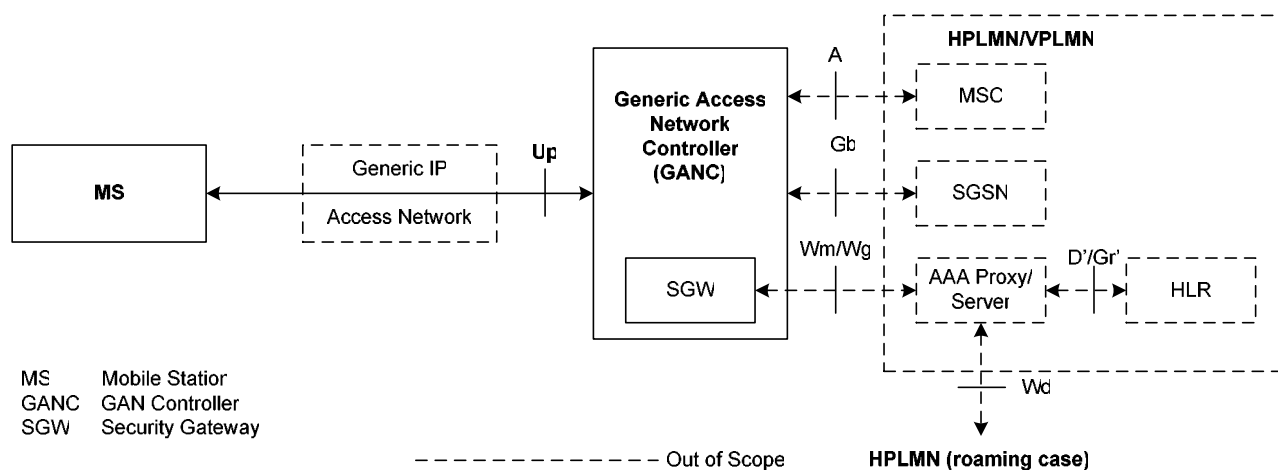 HPLMN/VPLMN
A
MSC
Generic Access
Network
Controller
(GANC)
Gb
Up
Generic IP
Access Network
MS
SGSN
Wm/Wg
D'/Gr'
SGW
AAA Proxy/
Server
HLR
MS Mobile Station
GANC GAN Controller
SGW Security Gateway
Wd
Out of Scope
HPLMN (roaming case)